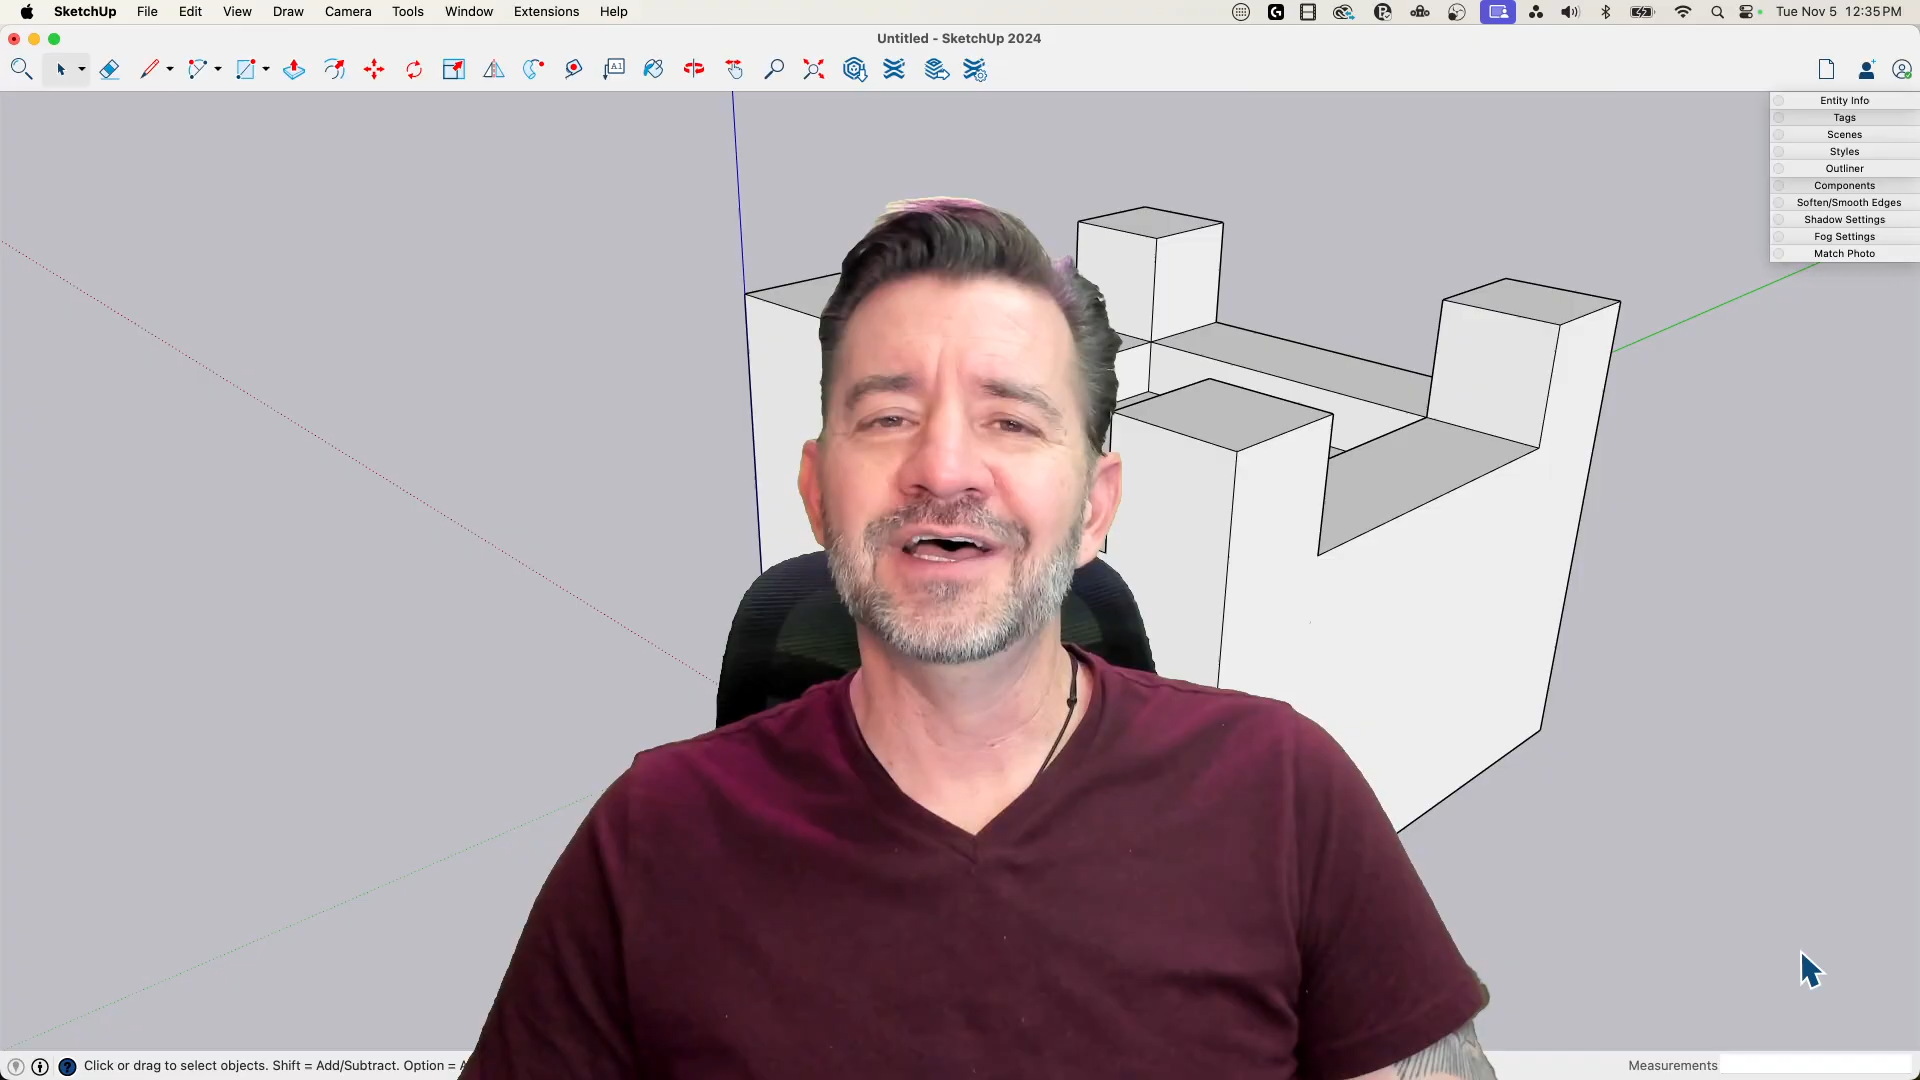 SketchUp File Edit View Draw Camera Tools Window Extensions Help Tue Nov 5 12:35 PM
Untitled - SketchUp 2024
A1
Entity Info
Tags
Scenes
Styles
Outliner
Components
Soften/Smooth Edges
Shadow Settings
Fog Settings
Match Photo
Click or drag to select objects. Shift = Add/Subtract. Option = Measurements